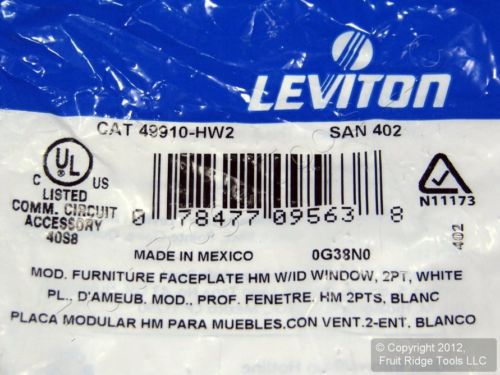 LEVITON
CAT 49910-HW2 SAN 402
C UL US
LISTED
COMM. CIRCUIT
ACCESSORY
40S8
0 78477 09563 8
N11173
402
MADE IN MEXICO 0G38N0
MOD. FURNITURE FACEPLATE HM W/ID WINDOW, 2PT, WHITE
PL., D'AMEUB. MOD., PROF. FENETRE, HM 2PTS, BLANC
PLACA MODULAR HM PARA MUEBLES.CON VENT.2-ENT. BLANCO
© Copyright 2012,
Fruit Ridge Tools LLC